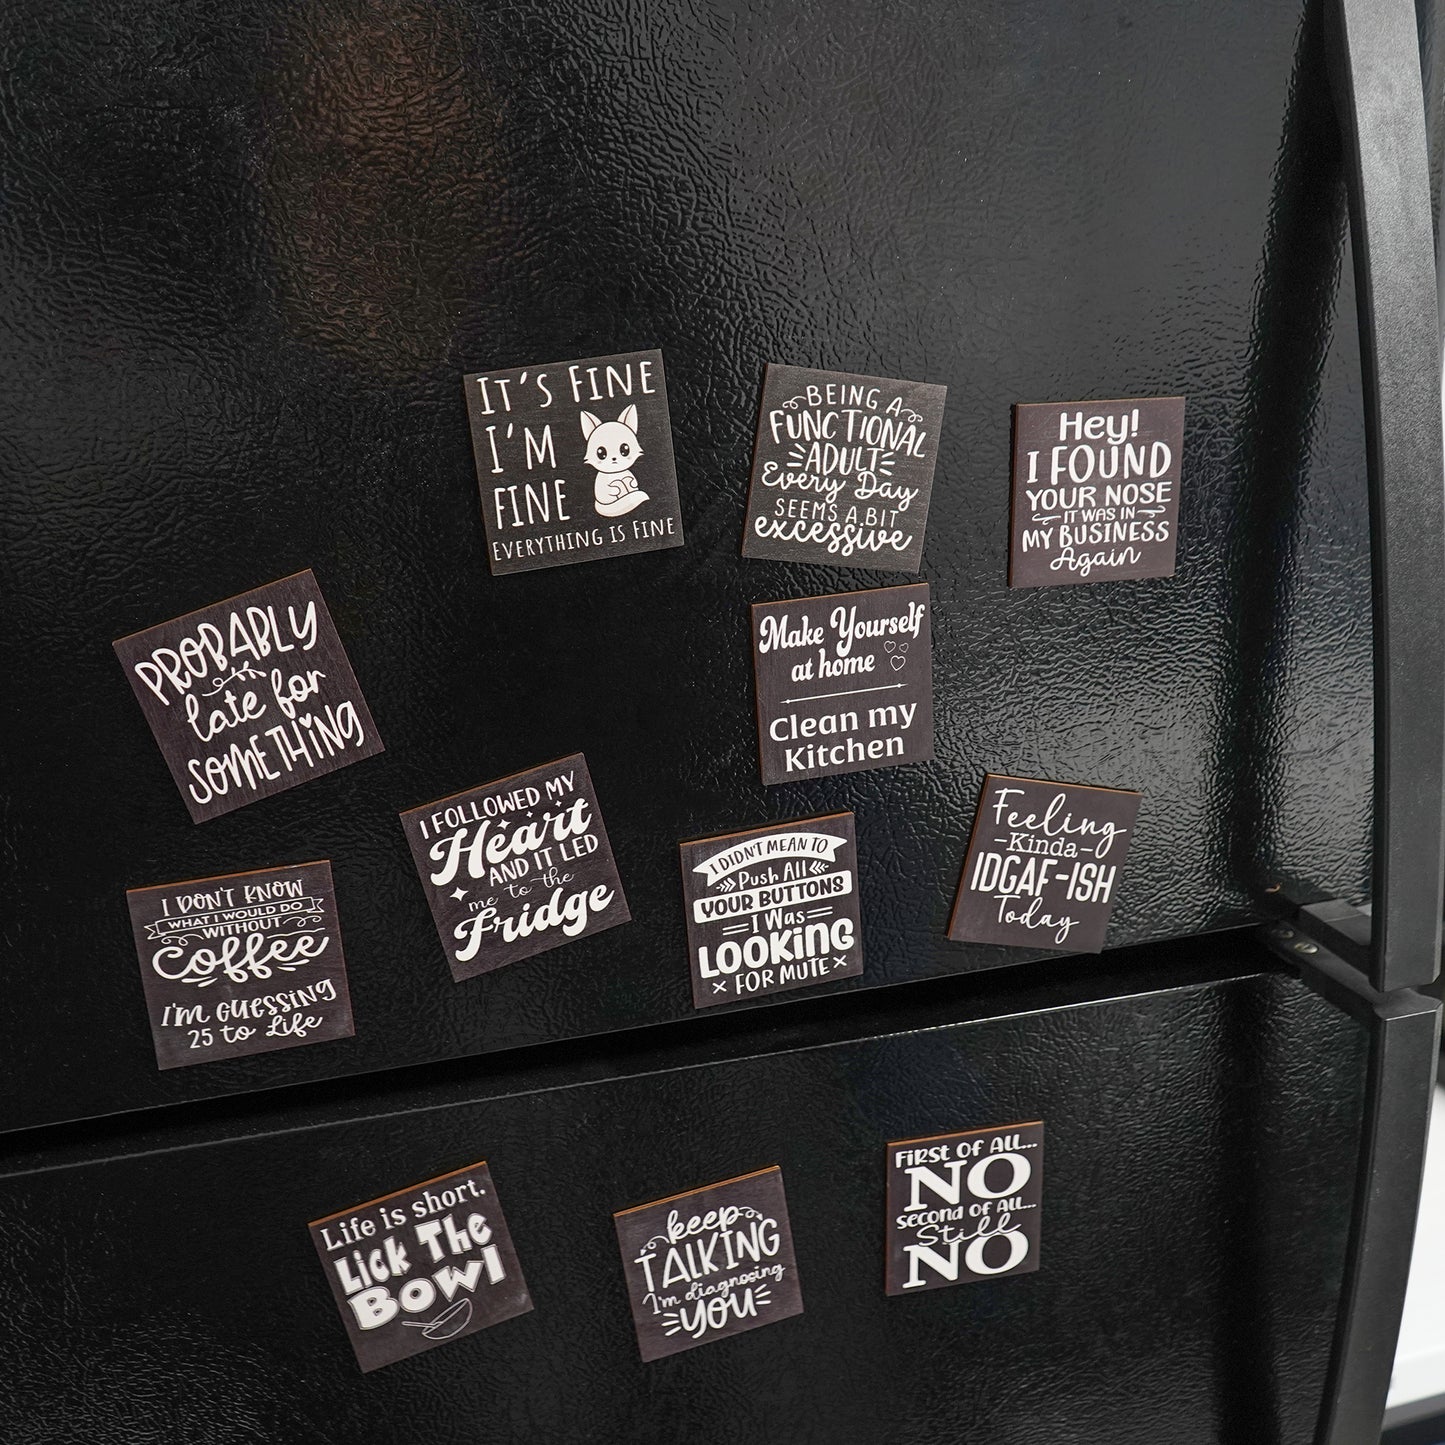 IT'S FINE
I'M
FINE
EVERYTHING IS FINE
BEING A
FUNCTIONAL
ADULT
Every Day
SEEMS A BIT
excessive
Hey!
I FOUND
YOUR NOSE
IT WAS IN
MY BUSINESS
Again
PROBABLY
late for
SOMETHING
Make Yourself
at home
Clean my
Kitchen
I FOLLOWED MY
Heart
AND IT LED
me to the
Fridge
I DIDN'T MEAN TO
Push All
YOUR BUTTONS
I Was
LOOKING
FOR MUTE
Feeling
-Kinda-
IDGAF-ISH
Today
I DON'T KNOW
WHAT I WOULD DO
WITHOUT
Coffee
I'M GUESSING
25 to Life
Life is short.
Lick The
Bowl
keep
TALKING
I'm diagnosing
YOU
First of all...
NO
second of all...
Still
NO